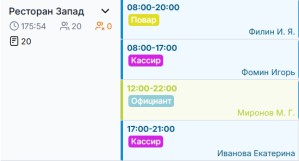 Ресторан Запад
175:54 20 0
20
08:00-20:00
Повар
Филин И. Я.
08:00-17:00
Кассир
Фомин Игорь
12:00-22:00
Официант
Миронов М. Г.
17:00-21:00
Кассир
Иванова Екатерина